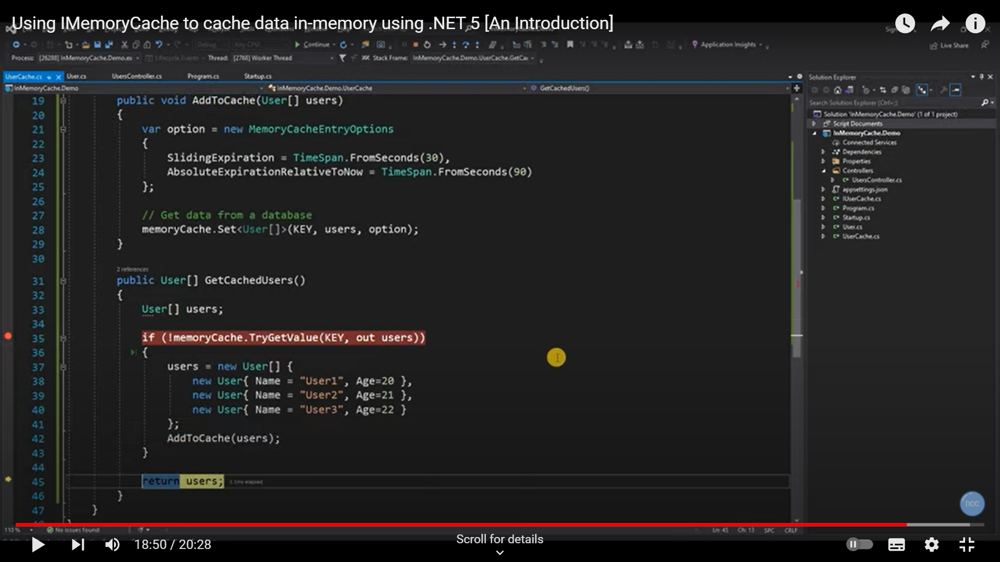 Using IMemoryCache to cache data in-memory using .NET 5 [An Introduction]
Debug
Any CPU
Continue
Application Insights
Live Share
Process: [26288] InMemoryCache.Demo.ex
Lifecycle Events
Thread: [2768] Worker Thread
Stack Frame: InMemoryCache.Demo.UserCache.GetCac
UserCache.cs
User.cs
UsersController.cs
Program.cs
Startup.cs
InMemoryCache.Demo
InMemoryCache.Demo.UserCache
GetCachedUsers()
19 public void AddToCache(User[] users)
20 {
21 var option = new MemoryCacheEntryOptions
22 {
23 SlidingExpiration = TimeSpan.FromSeconds(30),
24 AbsoluteExpirationRelativeToNow = TimeSpan.FromSeconds(90)
25 };
26
27 // Get data from a database
28 memoryCache.Set<User[]>(KEY, users, option);
29 }
30
2 references
31 public User[] GetCachedUsers()
32 {
33 User[] users;
34
35 if (!memoryCache.TryGetValue(KEY, out users))
36 {
37 users = new User[] {
38 new User{ Name = "User1", Age=20 },
39 new User{ Name = "User2", Age=21 },
40 new User{ Name = "User3", Age=22 }
41 };
42 AddToCache(users);
43 }
44
45 return users;
46 }
47 }
Solution Explorer
Search Solution Explorer (Ctrl+;)
Solution 'InMemoryCache.Demo' (1 of 1 project)
Script Documents
InMemoryCache.Demo
Connected Services
Dependencies
Properties
Controllers
UsersController.cs
appsettings.json
IUserCache.cs
Program.cs
Startup.cs
User.cs
UserCache.cs
DCC
110 %
No issues found
Ln: 45
Ch: 13
SPC
CRLF
18:50 / 20:28
Scroll for details